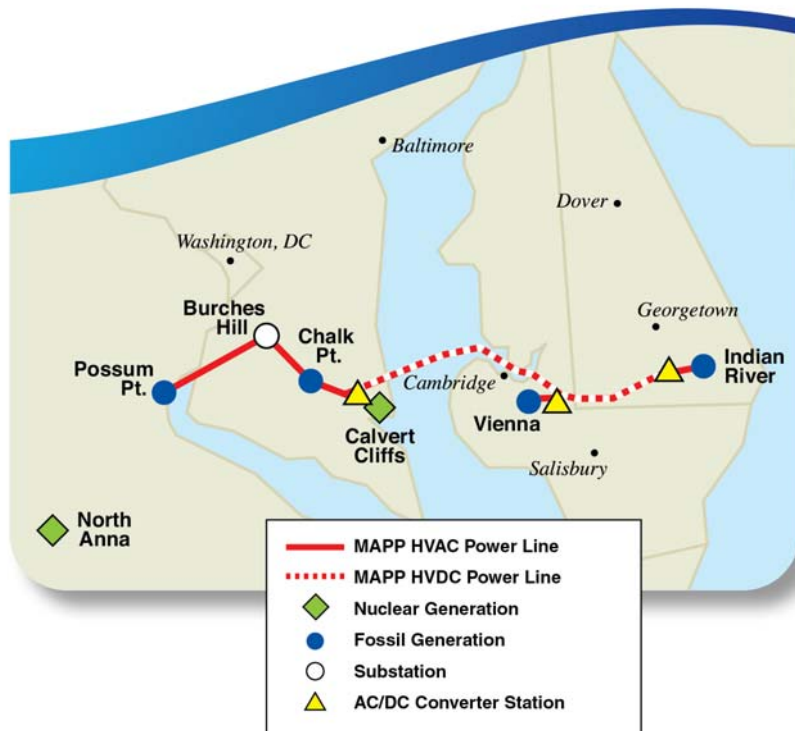 Baltimore
Dover
Washington, DC
Burches
Hill
Chalk
Pt.
Georgetown
Possum
Pt.
Indian
River
Cambridge
Vienna
Calvert
Cliffs
Salisbury
North
Anna
MAPP HVAC Power Line
MAPP HVDC Power Line
Nuclear Generation
Fossil Generation
Substation
AC/DC Converter Station